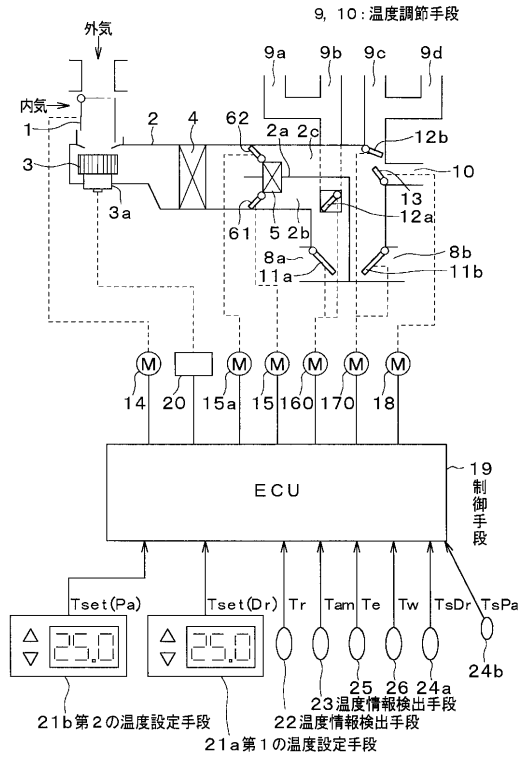 9, 10:温度調節手段
外気
9a 9b 9c 9d
内気
1
2
4
62
2a
2c
12b
10
3
3a
13
12a
61
5
2b
8a
8b
11a
11b
M
M
M
M
M
M
14
20
15a
15
160
170
18
ECU
19
制御手段
Tset(Pa)
Tset(Dr)
Tr
Tam
Te
Tw
TsDr
TsPa
25.0
25.0
24b
25
26
24a
23温度情報検出手段
22温度情報検出手段
21b第2の温度設定手段
21a第1の温度設定手段